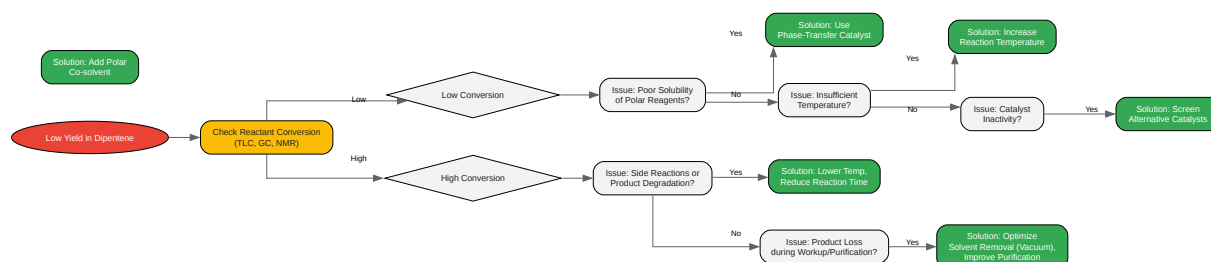 Solution: Add Polar
Co-solvent
Low Yield in Dipentene
Check Reactant Conversion
(TLC, GC, NMR)
Low
High
Low Conversion
High Conversion
Issue: Poor Solubility
of Polar Reagents?
Yes
No
Solution: Use
Phase-Transfer Catalyst
Issue: Insufficient
Temperature?
Yes
No
Solution: Increase
Reaction Temperature
Issue: Catalyst
Inactivity?
Yes
Solution: Screen
Alternative Catalysts
Issue: Side Reactions or
Product Degradation?
Yes
No
Solution: Lower Temp,
Reduce Reaction Time
Issue: Product Loss
during Workup/Purification?
Yes
Solution: Optimize
Solvent Removal (Vacuum),
Improve Purification